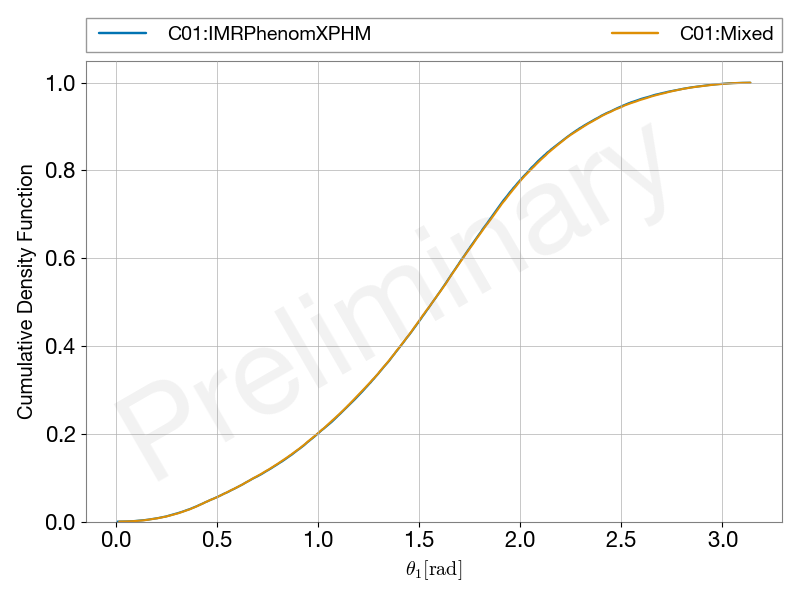 C01:IMRPhenomXPHM C01:Mixed
Cumulative Density Function
1.0
0.8
0.6
0.4
0.2
0.0
Preliminary
0.0 0.5 1.0 1.5 2.0 2.5 3.0
θ₁[rad]